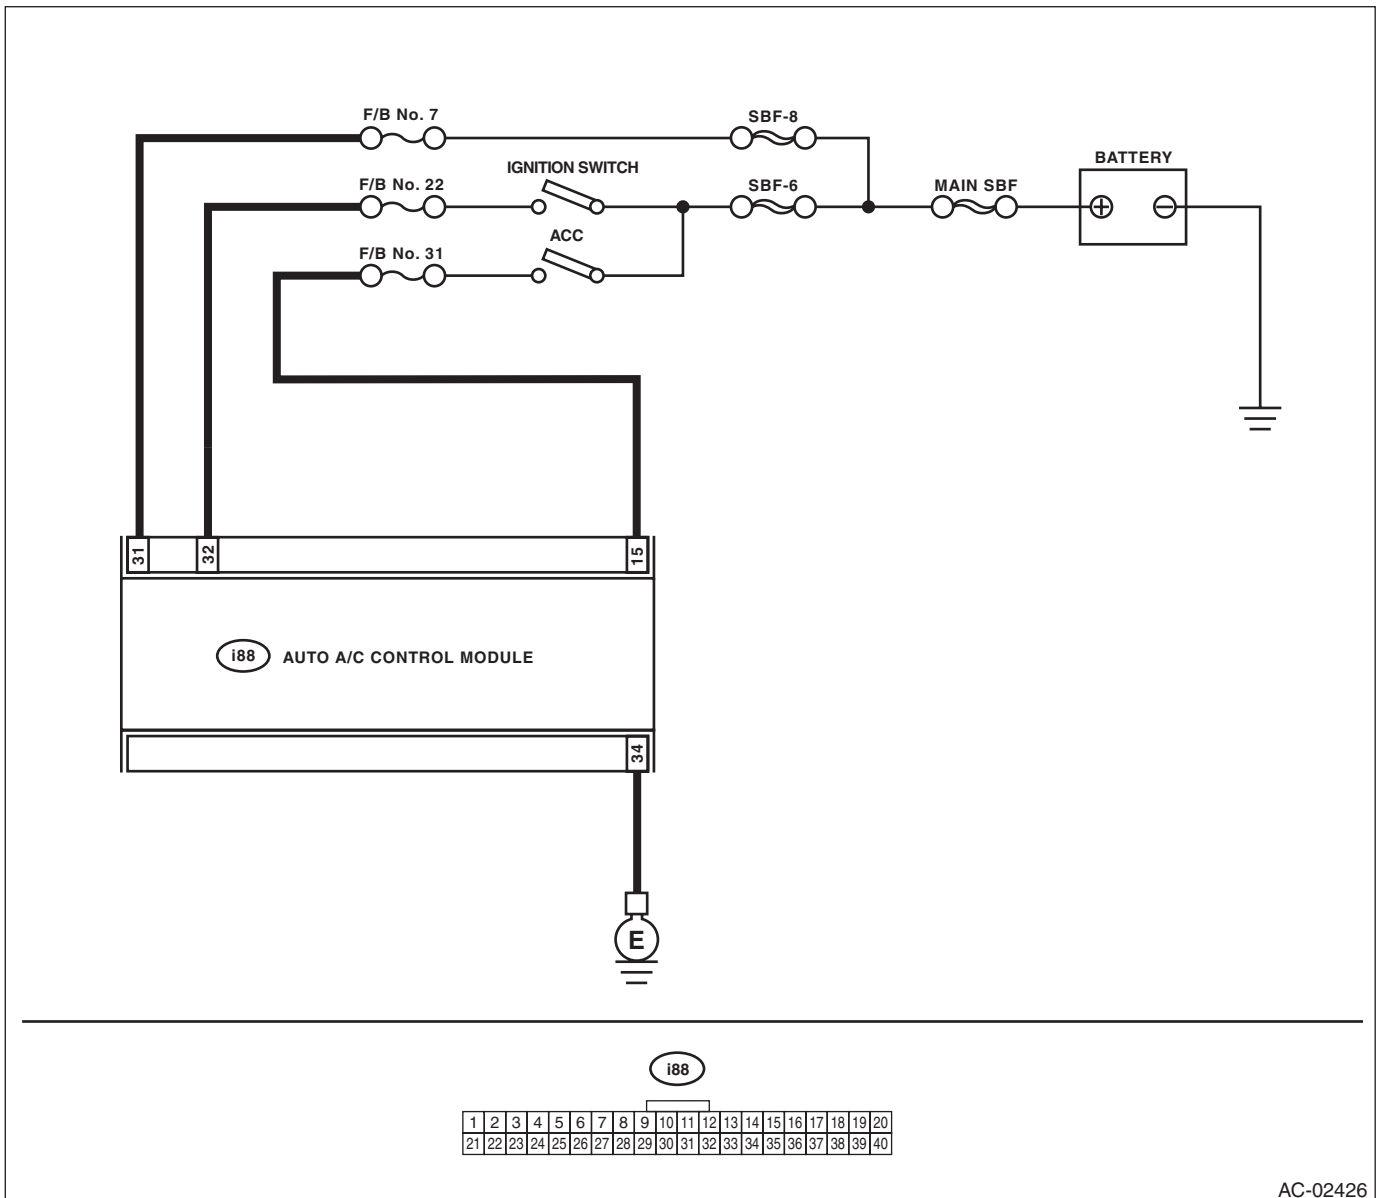 F/B No. 7
SBF-8
BATTERY
IGNITION SWITCH
F/B No. 22
SBF-6
MAIN SBF
ACC
F/B No. 31
31
32
15
i88 AUTO A/C CONTROL MODULE
34
E
i88
1 2 3 4 5 6 7 8 9 10 11 12 13 14 15 16 17 18 19 20
21 22 23 24 25 26 27 28 29 30 31 32 33 34 35 36 37 38 39 40
AC-02426